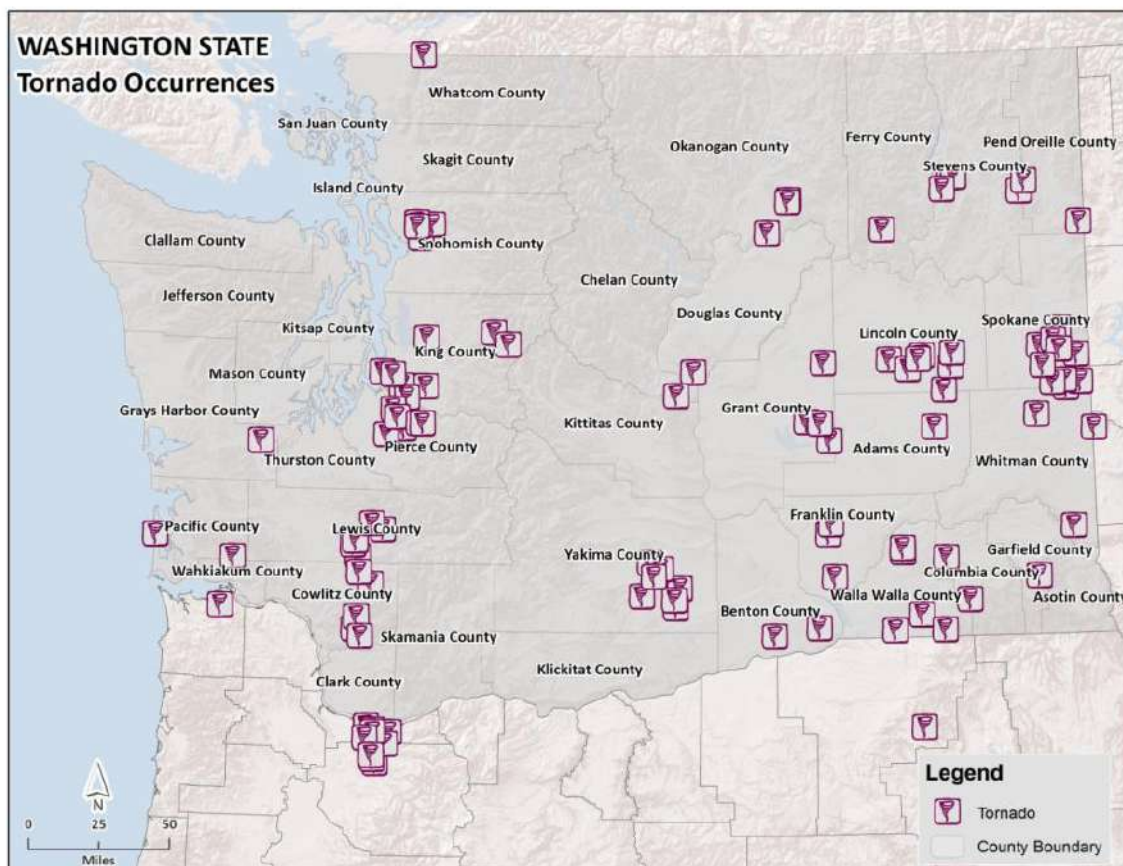 WASHINGTON STATE
Tornado Occurrences
Whatcom County
San Juan County
Okanogan County
Ferry County
Pend Oreille County
Skagit County
Stevens County
Island County
Clallam County
Snohomish County
Chelan County
Jefferson County
Douglas County
Kitsap County
Spokane County
Lincoln County
King County
Mason County
Grays Harbor County
Grant County
Kittitas County
Pierce County
Adams County
Thurston County
Whitman County
Franklin County
Pacific County
Lewis County
Garfield County
Yakima County
Wahkiakum County
Columbia County
Cowlitz County
Walla Walla County
Asotin County
Benton County
Skamania County
Klickitat County
Clark County
Legend
N
Tornado
0 25 50
County Boundary
Miles